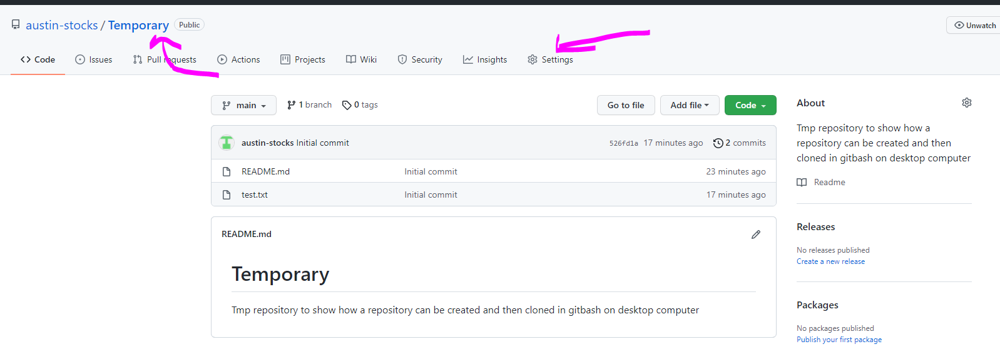 austin-stocks / Temporary Public
Unwatch
Code Issues Pull requests Actions Projects Wiki Security Insights Settings
main 1 branch 0 tags Go to file Add file Code
austin-stocks Initial commit 526fd1a 17 minutes ago 2 commits
README.md Initial commit 23 minutes ago
test.txt Initial commit 17 minutes ago
README.md
Temporary
Tmp repository to show how a repository can be created and then cloned in gitbash on desktop computer
About
Tmp repository to show how a
repository can be created and then
cloned in gitbash on desktop computer
Readme
Releases
No releases published
Create a new release
Packages
No packages published
Publish your first package